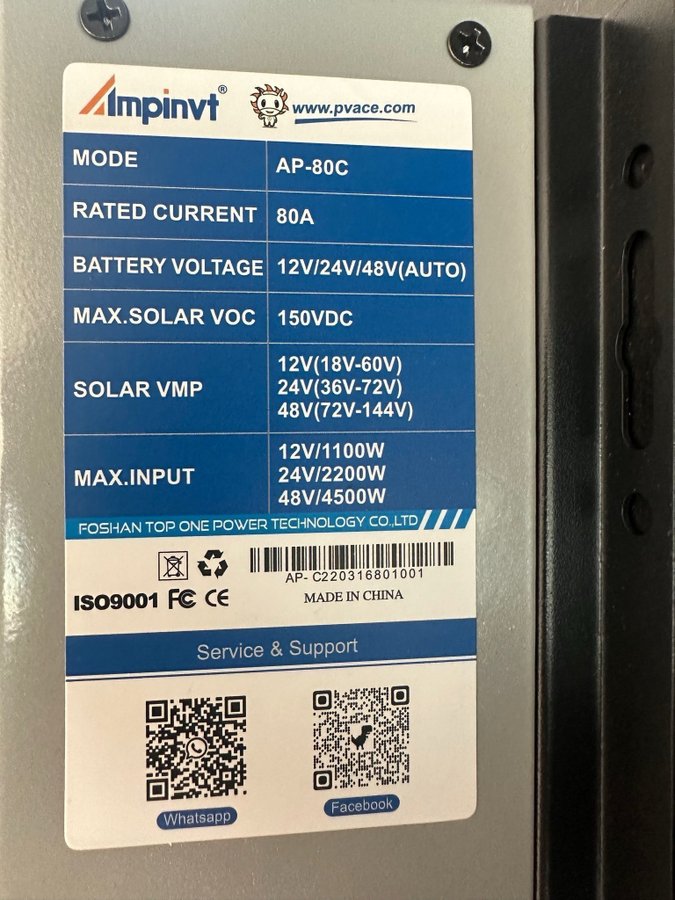 Ampinvt® www.pvace.com
MODE AP-80C
RATED CURRENT 80A
BATTERY VOLTAGE 12V/24V/48V(AUTO)
MAX.SOLAR VOC 150VDC
SOLAR VMP
12V(18V-60V)
24V(36V-72V)
48V(72V-144V)
MAX.INPUT
12V/1100W
24V/2200W
48V/4500W
FOSHAN TOP ONE POWER TECHNOLOGY CO.,LTD
AP- C220316801001
ISO9001 FC CE MADE IN CHINA
Service & Support
Whatsapp Facebook